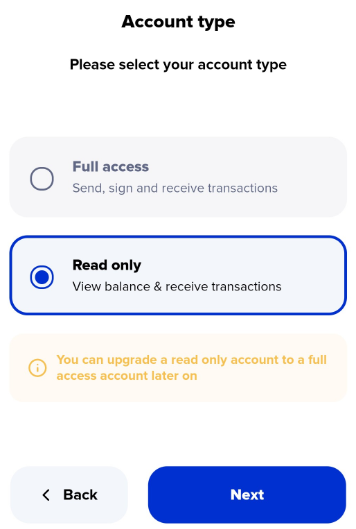 Account type
Please select your account type
Full access
Send, sign and receive transactions
Read only
View balance & receive transactions
You can upgrade a read only account to a full
access account later on
Back
Next